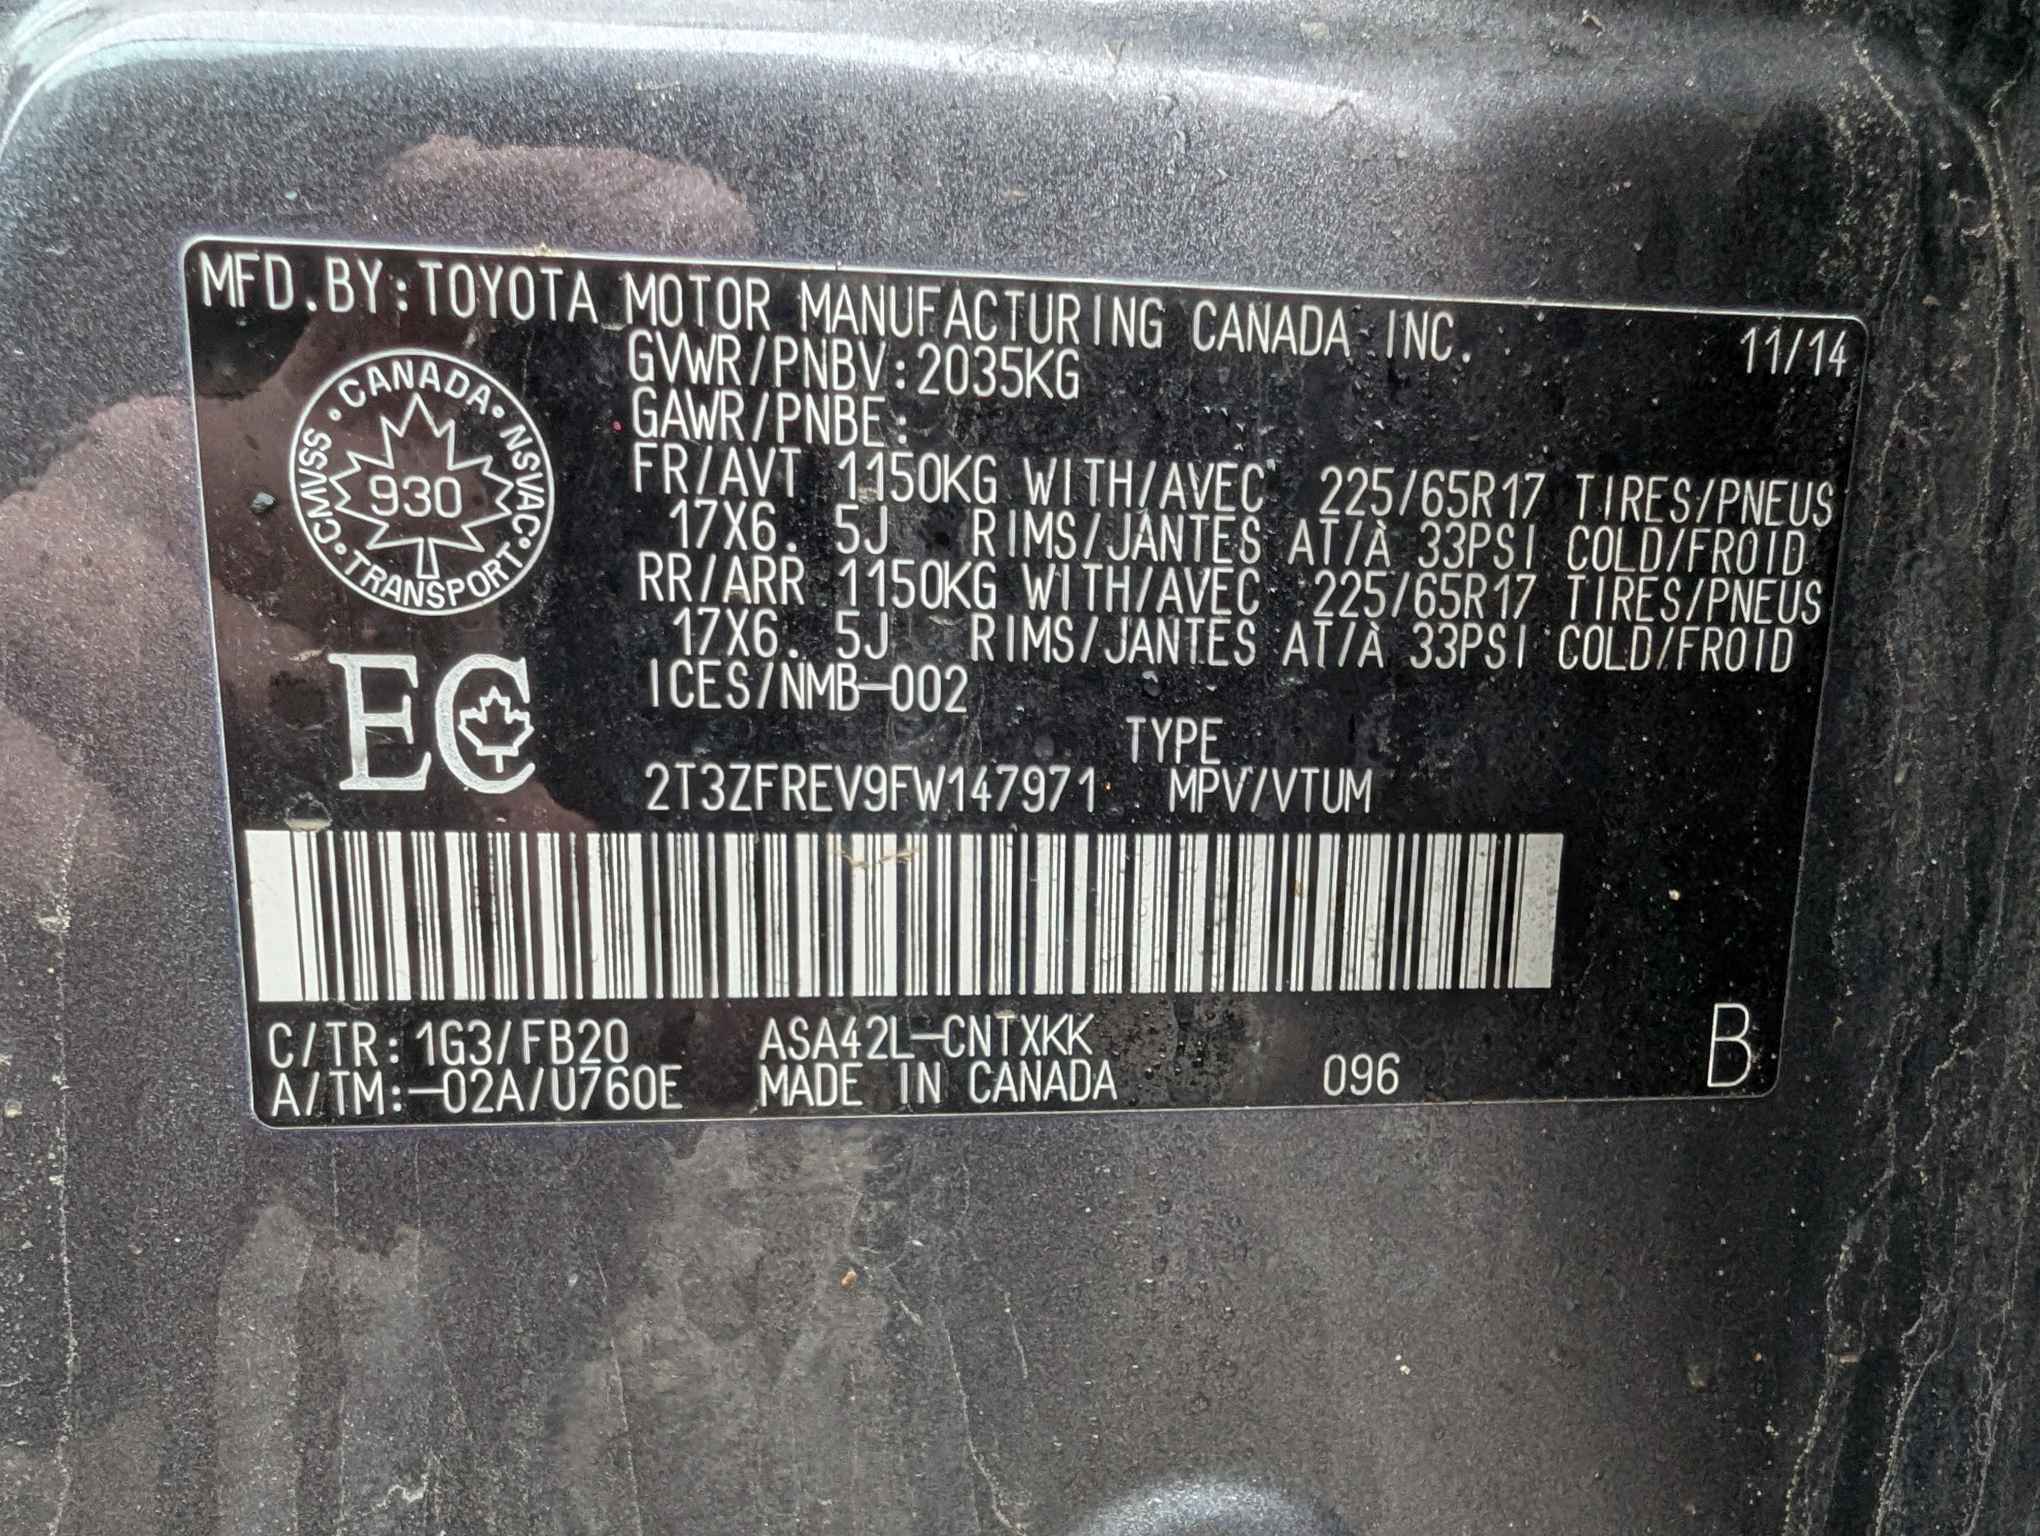 MFD.BY:TOYOTA MOTOR MANUFACTURING CANADA INC.
11/14
GVWR/PNBV:2035KG
GAWR/PNBE:
FR/AVT 1150KG WITH/AVEC 225/65R17 TIRES/PNEUS
17X6.5J RIMS/JANTES AT/À 33PSI COLD/FROID
RR/ARR 1150KG WITH/AVEC 225/65R17 TIRES/PNEUS
17X6.5J RIMS/JANTES AT/À 33PSI COLD/FROID
ICES/NMB-002
CANADA • NSVAC • TRANSPORT • CMVSS •
930
EC
TYPE
2T3ZFREV9FW147971 MPV/VTUM
C/TR:1G3/FB20 ASA42L-CNTXKK
A/TM:-02A/U760E MADE IN CANADA
096
B